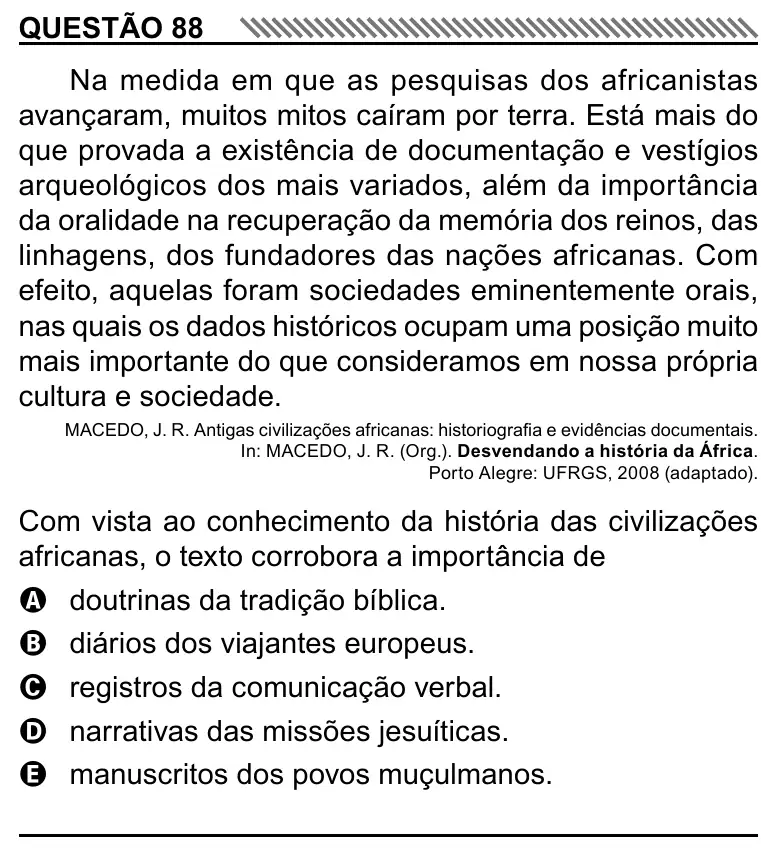 QUESTÃO 88
Na medida em que as pesquisas dos africanistas
avançaram, muitos mitos caíram por terra. Está mais do
que provada a existência de documentação e vestígios
arqueológicos dos mais variados, além da importância
da oralidade na recuperação da memória dos reinos, das
linhagens, dos fundadores das nações africanas. Com
efeito, aquelas foram sociedades eminentemente orais,
nas quais os dados históricos ocupam uma posição muito
mais importante do que consideramos em nossa própria
cultura e sociedade.
MACEDO, J. R. Antigas civilizações africanas: historiografia e evidências documentais.
In: MACEDO, J. R. (Org.). Desvendando a história da África.
Porto Alegre: UFRGS, 2008 (adaptado).
Com vista ao conhecimento da história das civilizações
africanas, o texto corrobora a importância de
A doutrinas da tradição bíblica.
B diários dos viajantes europeus.
C registros da comunicação verbal.
D narrativas das missões jesuíticas.
E manuscritos dos povos muçulmanos.